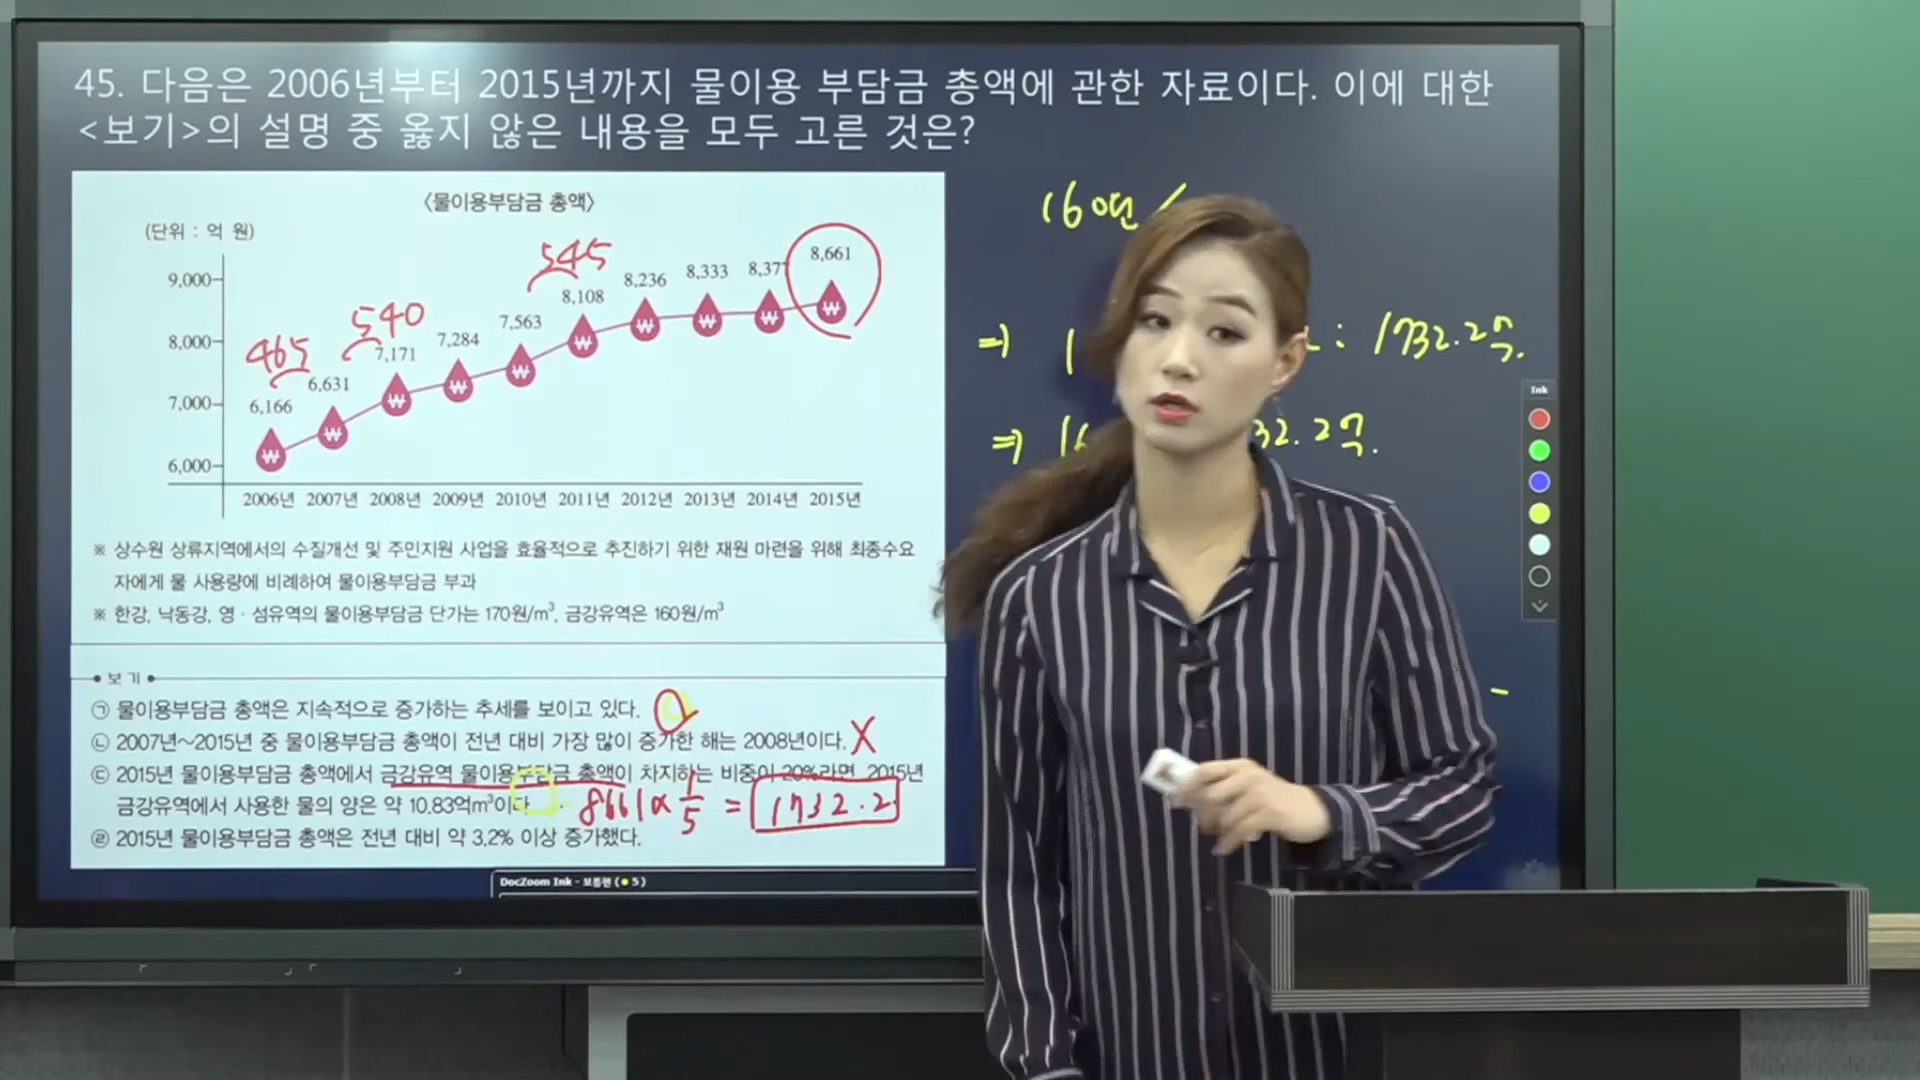 45. 다음은 2006년부터 2015년까지 물이용 부담금 총액에 관한 자료이다. 이에 대한
<보기>의 설명 중 옳지 않은 내용을 모두 고른 것은?
〈물이용부담금 총액〉
(단위 : 억 원)
9,000
8,000
7,000
6,000
6,166
6,631
7,171
7,284
7,563
8,108
8,236
8,333
8,377
8,661
465
540
545
2006년 2007년 2008년 2009년 2010년 2011년 2012년 2013년 2014년 2015년
※ 상수원 상류지역에서의 수질개선 및 주민지원 사업을 효율적으로 추진하기 위한 재원 마련을 위해 최종수요
자에게 물 사용량에 비례하여 물이용부담금 부과
※ 한강, 낙동강, 영·섬유역의 물이용부담금 단가는 170원/m³, 금강유역은 160원/m³
보기
㉠ 물이용부담금 총액은 지속적으로 증가하는 추세를 보이고 있다.
㉡ 2007년~2015년 중 물이용부담금 총액이 전년 대비 가장 많이 증가한 해는 2008년이다. X
㉢ 2015년 물이용부담금 총액에서 금강유역 물이용부담금 총액이 차지하는 비중이 20%라면, 2015년
금강유역에서 사용한 물의 양은 약 10.83억m³이다.
8661 × 1/5 = 1732.2
㉣ 2015년 물이용부담금 총액은 전년 대비 약 3.2% 이상 증가했다.
DocZoom Ink - 보통펜 (● 5)
160원/
⇒ 1 : 1732.2억.
⇒ 16 32.2억.
Ink